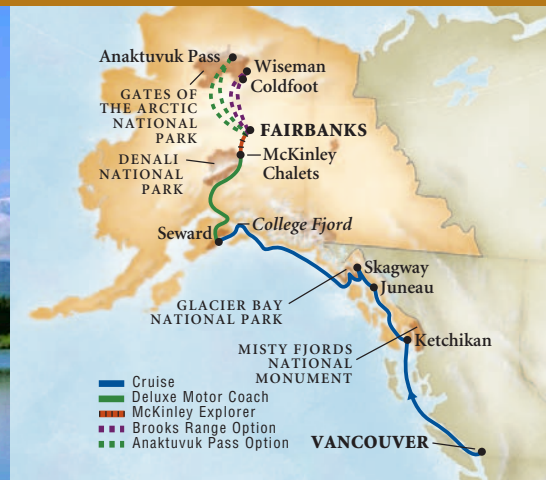 Anaktuvuk Pass
Wiseman
Coldfoot
GATES OF
THE ARCTIC
NATIONAL
PARK
FAIRBANKS
McKinley
Chalets
DENALI
NATIONAL
PARK
College Fjord
Seward
Skagway
Juneau
GLACIER BAY
NATIONAL PARK
MISTY FJORDS
NATIONAL
MONUMENT
Ketchikan
Cruise
Deluxe Motor Coach
McKinley Explorer
Brooks Range Option
Anaktuvuk Pass Option
VANCOUVER